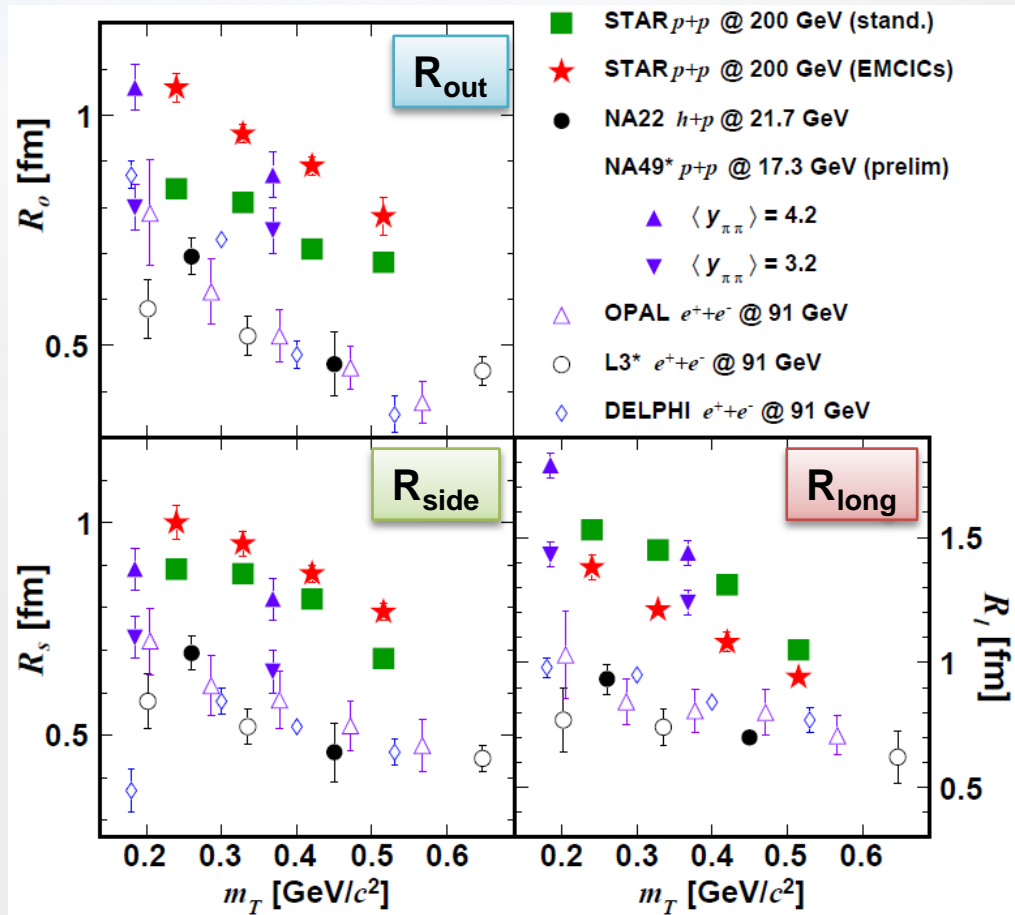 R_out
R_o [fm]
1
0.5
STAR p+p @ 200 GeV (stand.)
STAR p+p @ 200 GeV (EMCICs)
NA22 h+p @ 21.7 GeV
NA49* p+p @ 17.3 GeV (prelim)
⟨ y_ππ ⟩ = 4.2
⟨ y_ππ ⟩ = 3.2
OPAL e⁺+e⁻ @ 91 GeV
L3* e⁺+e⁻ @ 91 GeV
DELPHI e⁺+e⁻ @ 91 GeV
R_side
R_s [fm]
1
0.5
0.2 0.3 0.4 0.5 0.6
m_T [GeV/c²]
R_long
R_l [fm]
1.5
1
0.5
0.2 0.3 0.4 0.5 0.6
m_T [GeV/c²]